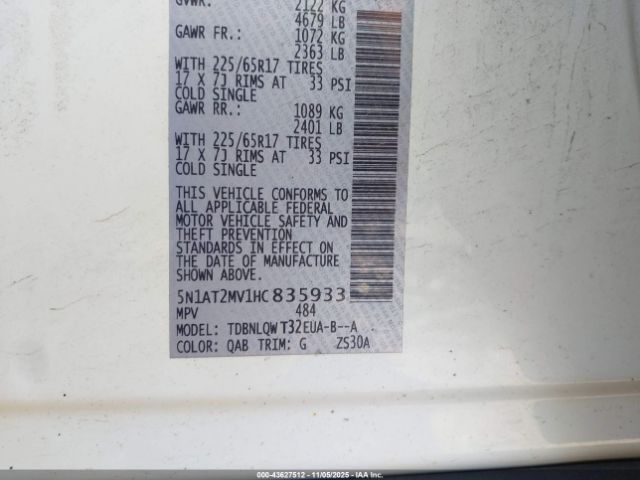 GVWR: 2122 KG
4679 LB
GAWR FR.: 1072 KG
2363 LB
WITH 225/65R17 TIRES
17 X 7J RIMS AT 33 PSI
COLD SINGLE
GAWR RR.: 1089 KG
2401 LB
WITH 225/65R17 TIRES
17 X 7J RIMS AT 33 PSI
COLD SINGLE
THIS VEHICLE CONFORMS TO
ALL APPLICABLE FEDERAL
MOTOR VEHICLE SAFETY AND
THEFT PREVENTION
STANDARDS IN EFFECT ON
THE DATE OF MANUFACTURE
SHOWN ABOVE.
5N1AT2MV1HC835933
MPV 484
MODEL: TDBNLQWT32EUA-B--A
COLOR: QAB TRIM: G ZS30A
000-43627512 - 11/05/2025 - IAA Inc.